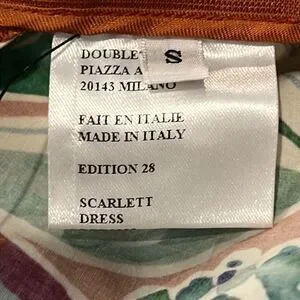 DOUBLE
S
PIAZZA A
20143 MILANO
FAIT EN ITALIE
MADE IN ITALY
EDITION 28
SCARLETT
DRESS